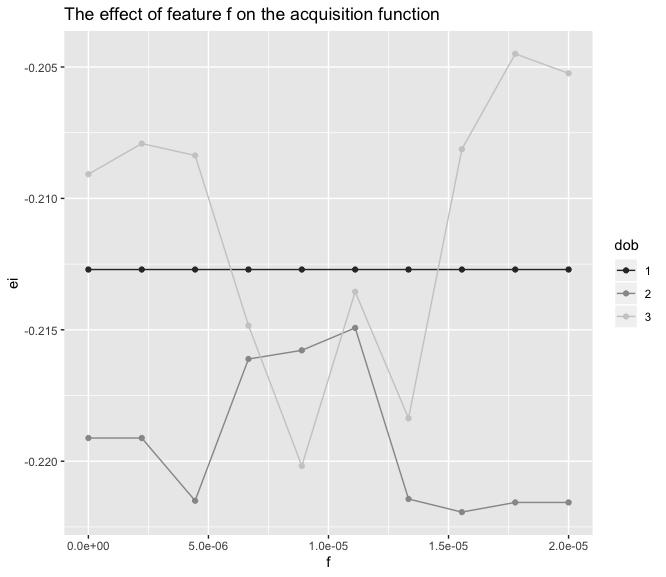 The effect of feature f on the acquisition function
-0.205
-0.210
-0.215
-0.220
ei
0.0e+00 5.0e-06 1.0e-05 1.5e-05 2.0e-05
f
dob
1
2
3